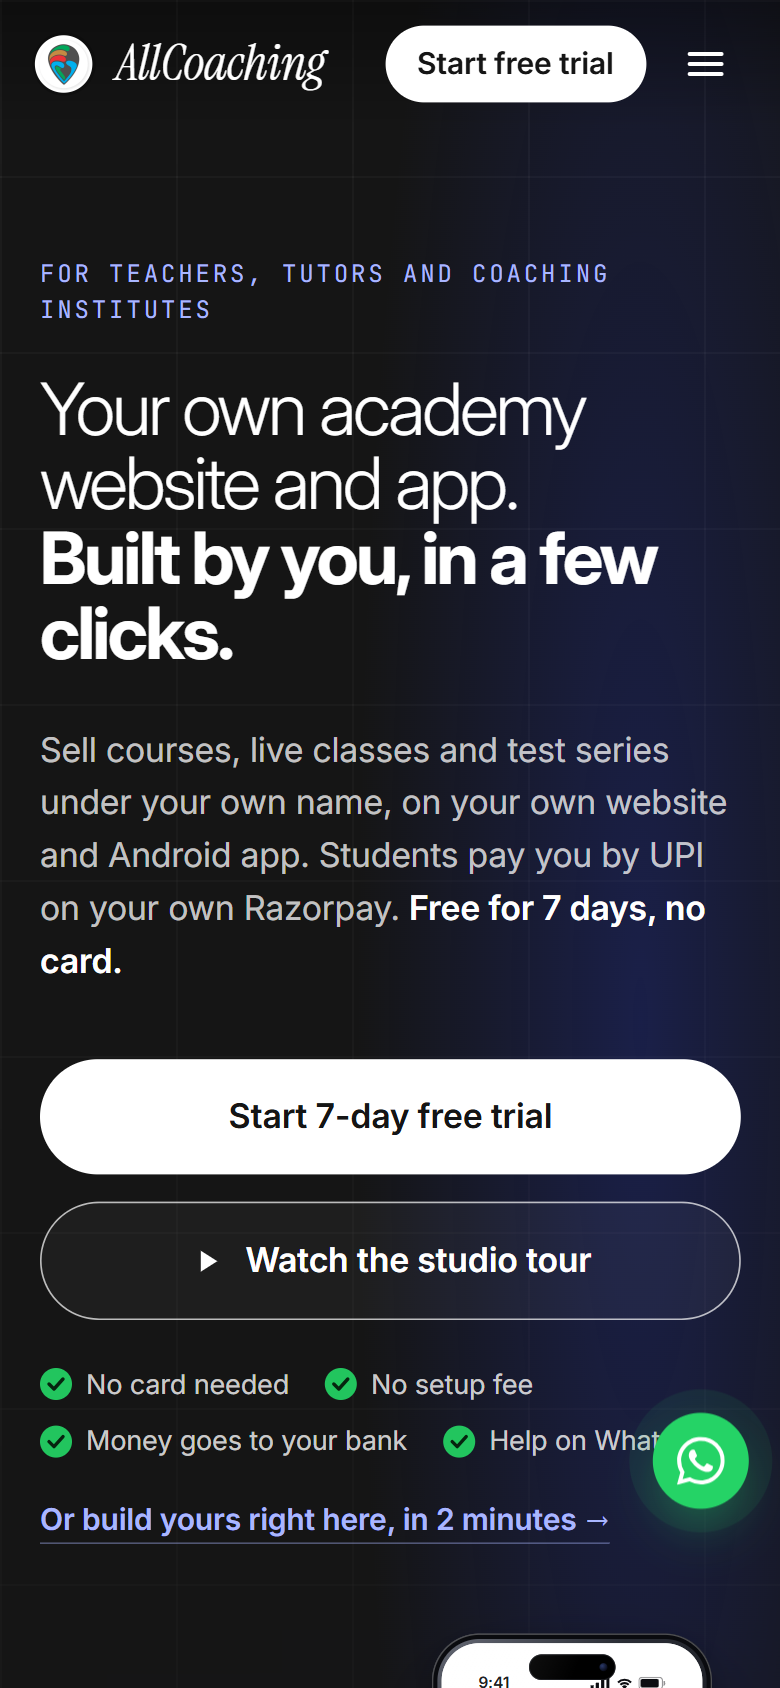 AllCoaching
Start free trial
FOR TEACHERS, TUTORS AND COACHING
INSTITUTES
Your own academy
website and app.
Built by you, in a few
clicks.
Sell courses, live classes and test series
under your own name, on your own website
and Android app. Students pay you by UPI
on your own Razorpay. Free for 7 days, no
card.
Start 7-day free trial
Watch the studio tour
No card needed No setup fee
Money goes to your bank Help on
Or build yours right here, in 2 minutes →
9:41